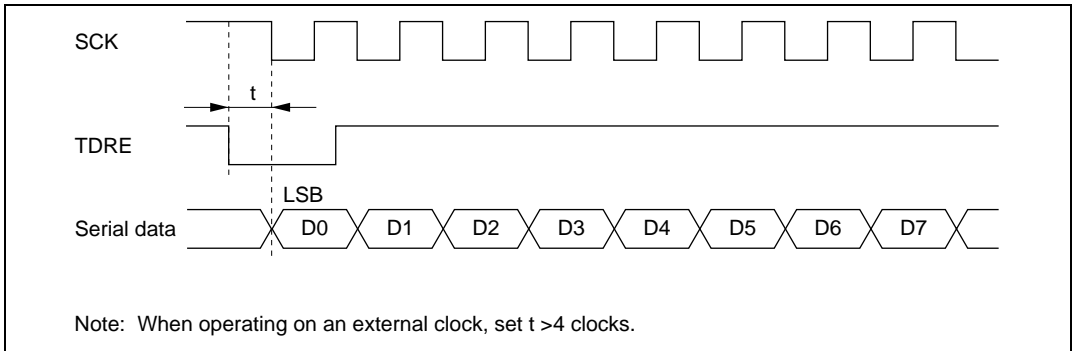 SCK
t
TDRE
LSB
Serial data D0 D1 D2 D3 D4 D5 D6 D7
Note: When operating on an external clock, set t >4 clocks.